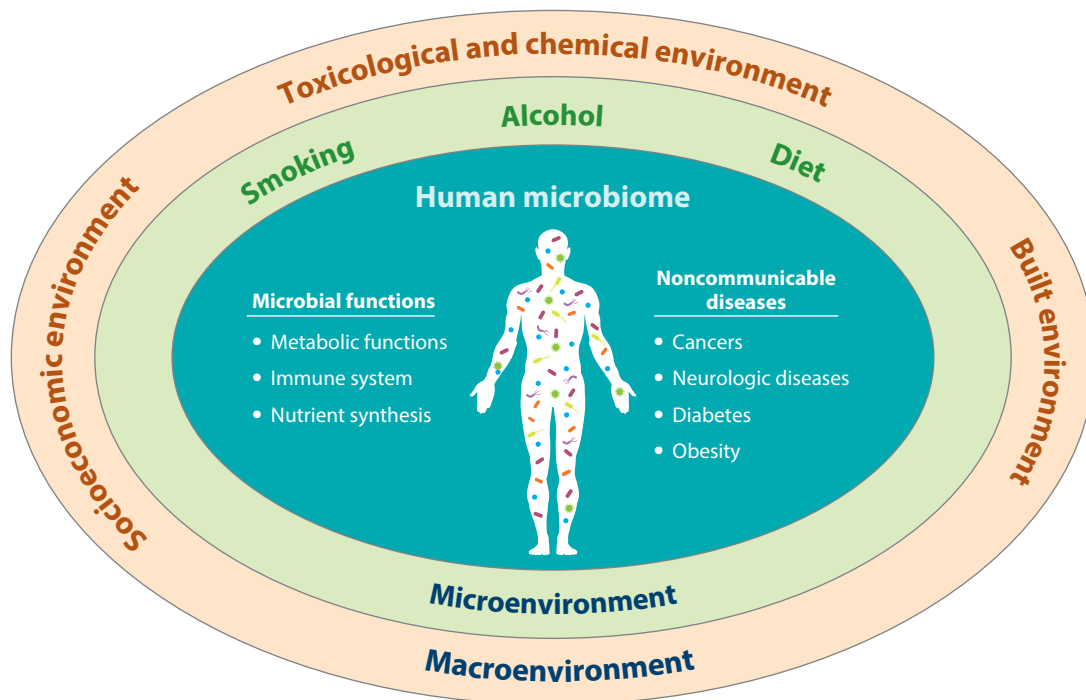 Toxicological and chemical environment
Socioeconomic environment
Built environment
Smoking
Alcohol
Diet
Human microbiome
Microbial functions
• Metabolic functions
• Immune system
• Nutrient synthesis
Noncommunicable
diseases
• Cancers
• Neurologic diseases
• Diabetes
• Obesity
Microenvironment
Macroenvironment